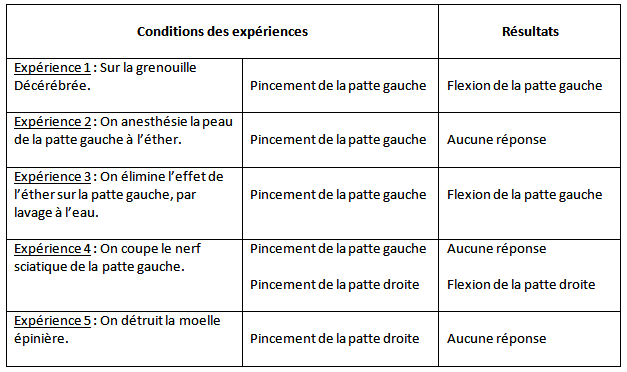 Conditions des expériences
Résultats
Expérience 1 : Sur la grenouille
Décérébrée.
Pincement de la patte gauche
Flexion de la patte gauche
Expérience 2 : On anesthésie la peau
de la patte gauche à l’éther.
Pincement de la patte gauche
Aucune réponse
Expérience 3 : On élimine l’effet de
l’éther sur la patte gauche, par
lavage à l’eau.
Pincement de la patte gauche
Flexion de la patte gauche
Expérience 4 : On coupe le nerf
sciatique de la patte gauche.
Pincement de la patte gauche
Aucune réponse
Pincement de la patte droite
Flexion de la patte droite
Expérience 5 : On détruit la moelle
épinière.
Pincement de la patte droite
Aucune réponse